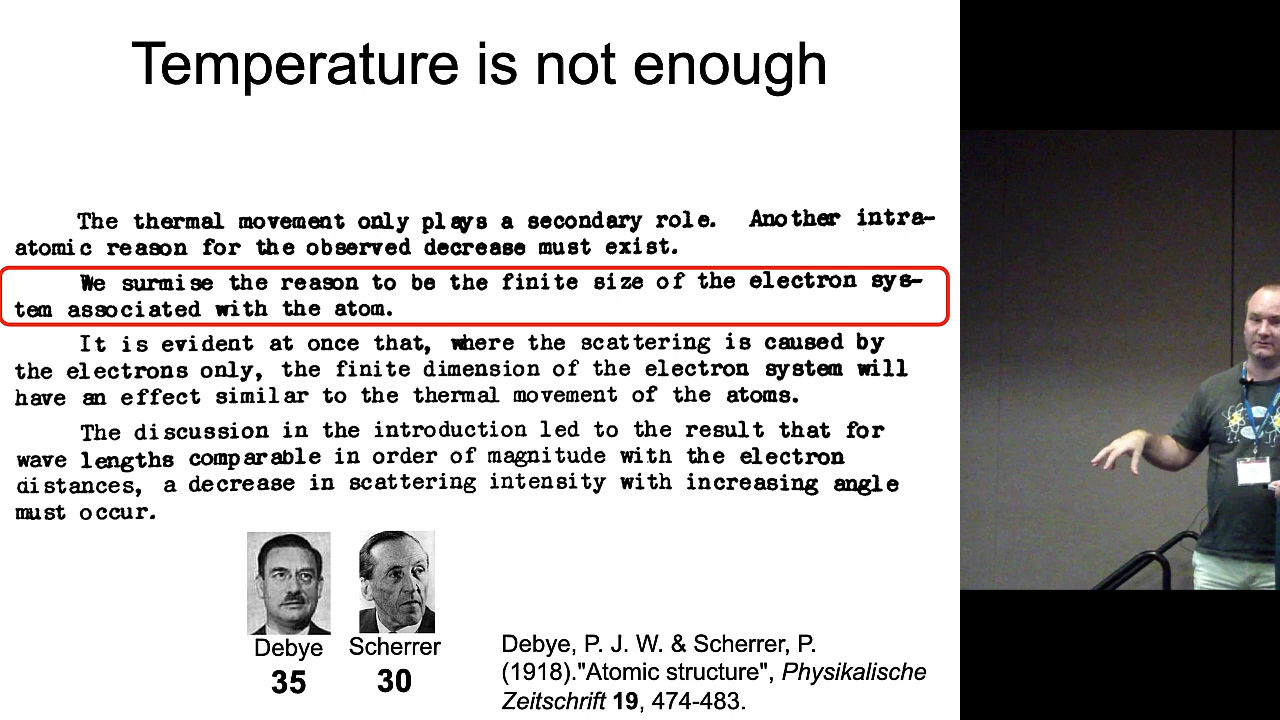 Temperature is not enough
The thermal movement only plays a secondary role. Another intra-
atomic reason for the observed decrease must exist.
We surmise the reason to be the finite size of the electron sys-
tem associated with the atom.
It is evident at once that, where the scattering is caused by
the electrons only, the finite dimension of the electron system will
have an effect similar to the thermal movement of the atoms.
The discussion in the introduction led to the result that for
wave lengths comparable in order of magnitude with the electron
distances, a decrease in scattering intensity with increasing angle
must occur.
Debye Scherrer
35 30
Debye, P. J. W. & Scherrer, P.
(1918)."Atomic structure", Physikalische
Zeitschrift 19, 474-483.